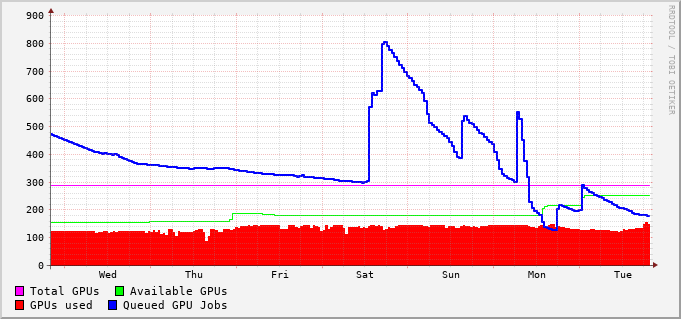 900
800
700
600
500
400
300
200
100
0
Wed Thu Fri Sat Sun Mon Tue
Total GPUs Available GPUs
GPUs used Queued GPU Jobs
RRDTOOL / TOBI OETIKER